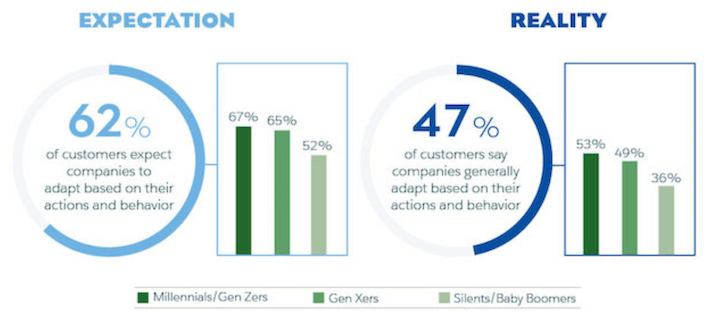 EXPECTATION
62%
of customers expect
companies to
adapt based on their
actions and behavior
67% 65%
52%
REALITY
47%
of customers say
companies generally
adapt based on their
actions and behavior
53%
49%
36%
Millennials/Gen Zers Gen Xers Silents/Baby Boomers